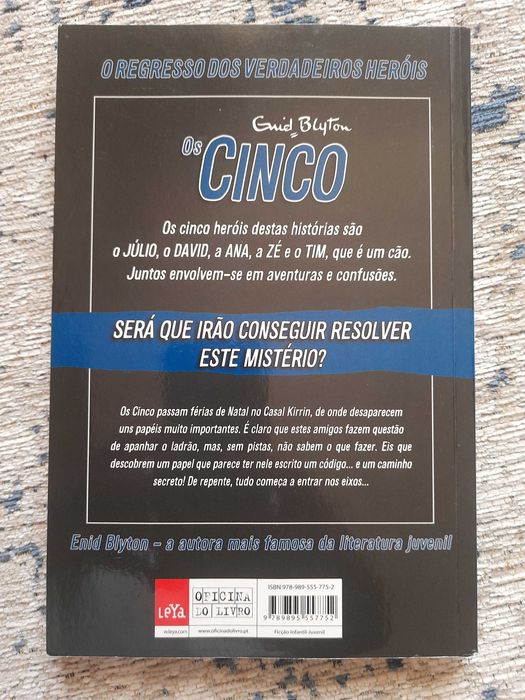 O REGRESSO DOS VERDADEIROS HERÓIS
Enid Blyton
Os
CINCO
Os cinco heróis destas histórias são
o JÚLIO, o DAVID, a ANA, a ZÉ e o TIM, que é um cão.
Juntos envolvem-se em aventuras e confusões.
SERÁ QUE IRÃO CONSEGUIR RESOLVER
ESTE MISTÉRIO?
Os Cinco passam férias de Natal no Casal Kirrin, de onde desaparecem
uns papéis muito importantes. É claro que estes amigos fazem questão
de apanhar o ladrão, mas, sem pistas, não sabem o que fazer. Eis que
descobrem um papel que parece ter nele escrito um código... e um caminho
secreto! De repente, tudo começa a entrar nos eixos...
Enid Blyton – a autora mais famosa da literatura juvenil
LEYA
www.leya.com
OFICINA
DO LIVRO
www.oficinadolivro.pt
ISBN 978-989-555-775-2
9 789895 557752
Ficção Infantil Juvenil